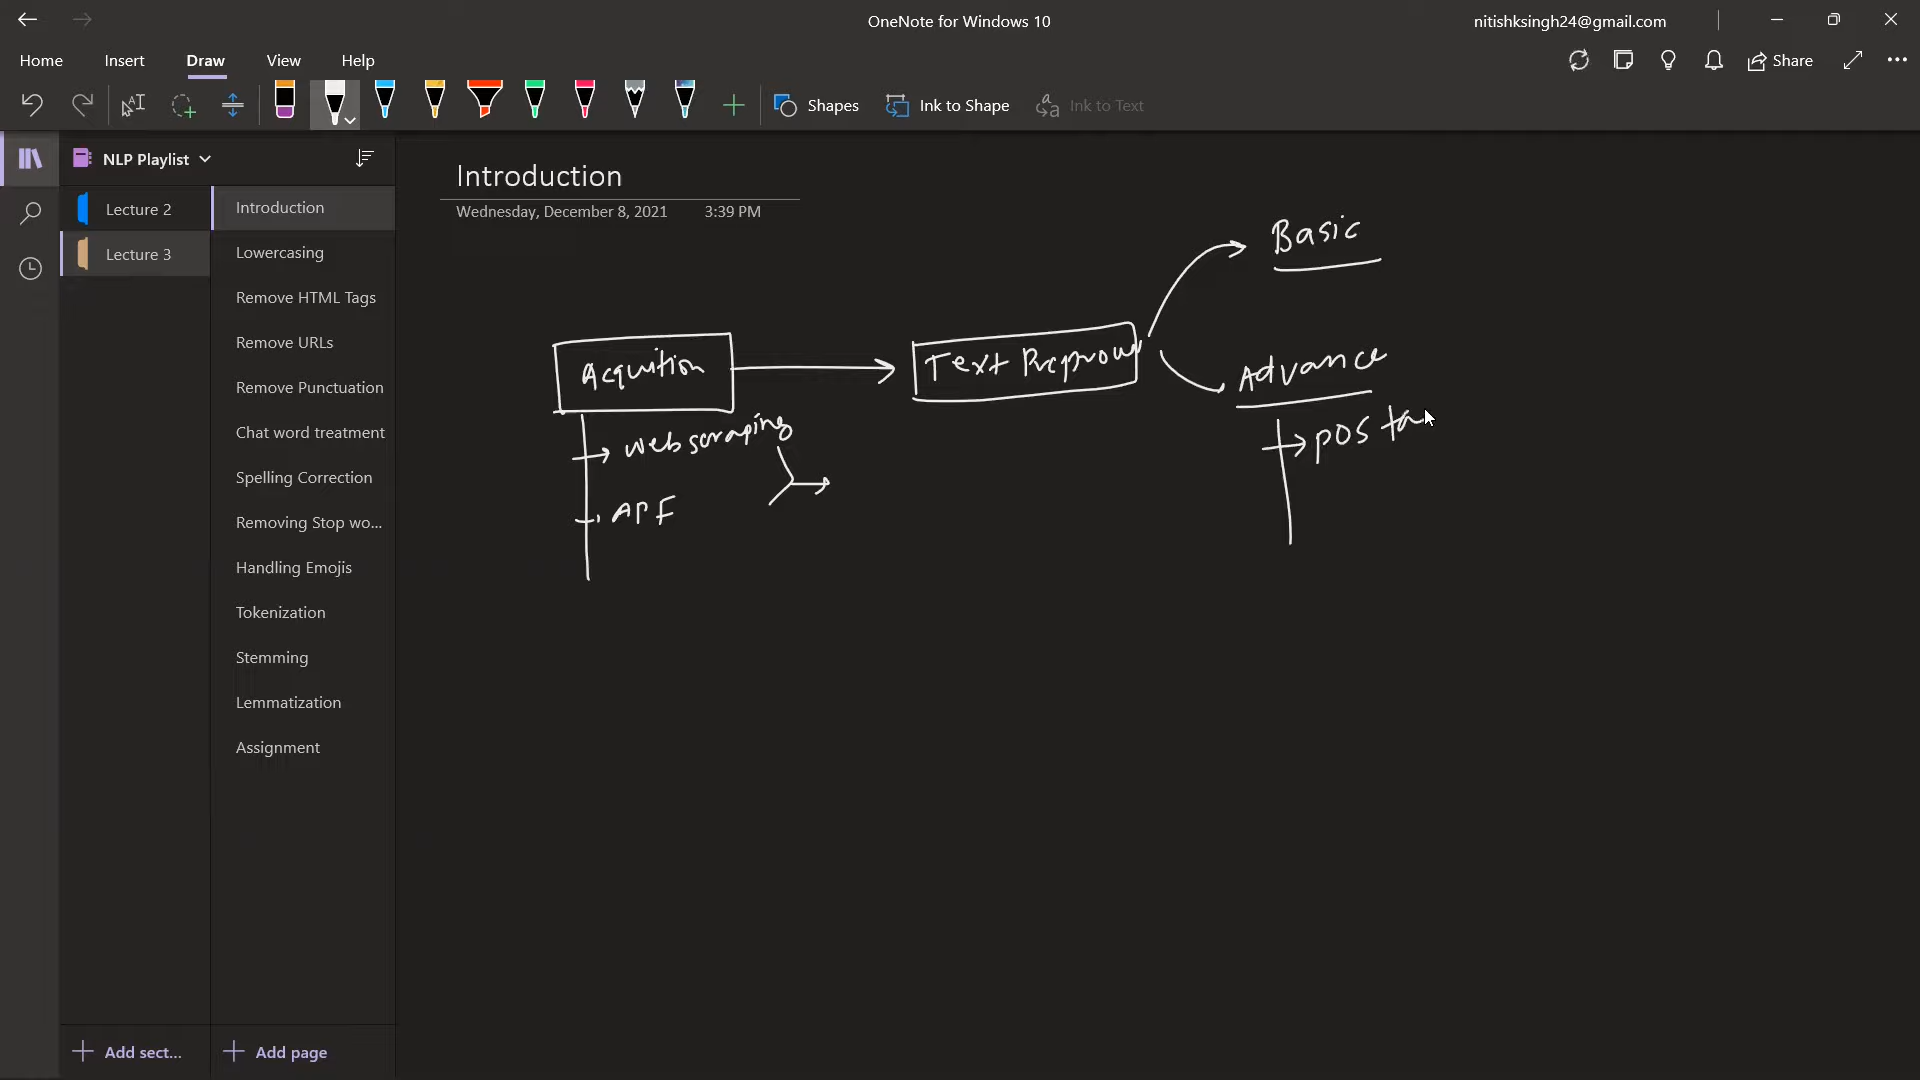 OneNote for Windows 10
nitishksingh24@gmail.com
Home Insert Draw View Help
Share
Shapes Ink to Shape Ink to Text
NLP Playlist
Lecture 2
Lecture 3
Introduction
Lowercasing
Remove HTML Tags
Remove URLs
Remove Punctuation
Chat word treatment
Spelling Correction
Removing Stop wo...
Handling Emojis
Tokenization
Stemming
Lemmatization
Assignment
Add sect...
Add page
Introduction
Wednesday, December 8, 2021 3:39 PM
Acquition
web scraping
API
Text
Basic
Advance
POS ta